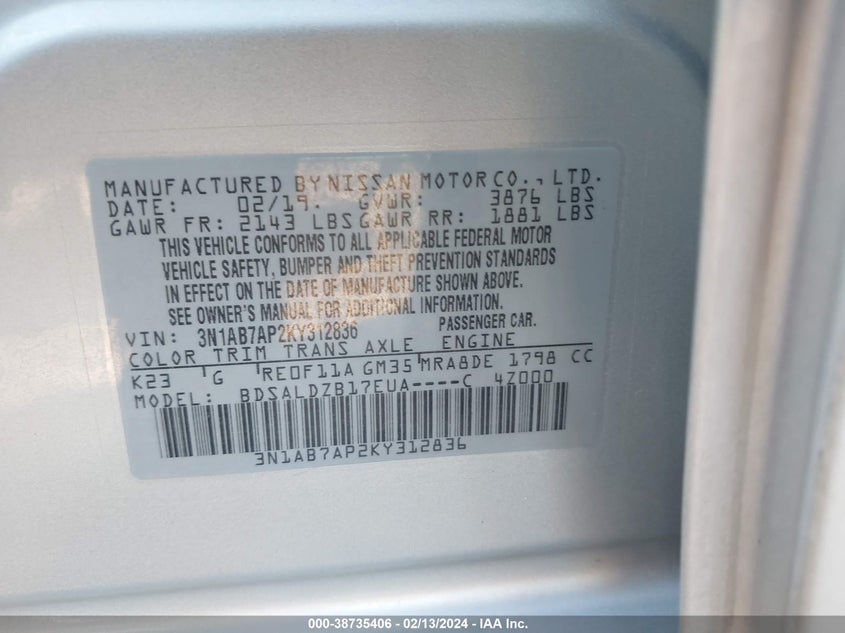 MANUFACTURED BY NISSAN MOTOR CO., LTD.
DATE: 02/19. GVWR: 3876 LBS
GAWR FR: 2143 LBS GAWR RR: 1881 LBS
THIS VEHICLE CONFORMS TO ALL APPLICABLE FEDERAL MOTOR
VEHICLE SAFETY, BUMPER AND THEFT PREVENTION STANDARDS
IN EFFECT ON THE DATE OF MANUFACTURE SHOWN ABOVE.
SEE OWNER'S MANUAL FOR ADDITIONAL INFORMATION.
VIN: 3N1AB7AP2KY312836 PASSENGER CAR.
COLOR TRIM TRANS AXLE ENGINE
K23 G RE0F11A GM35 MRA8DE 1798 CC
MODEL: BDSALDZB17EUA----C 4Z000
3N1AB7AP2KY312836
000-38735406 - 02/13/2024 - IAA Inc.